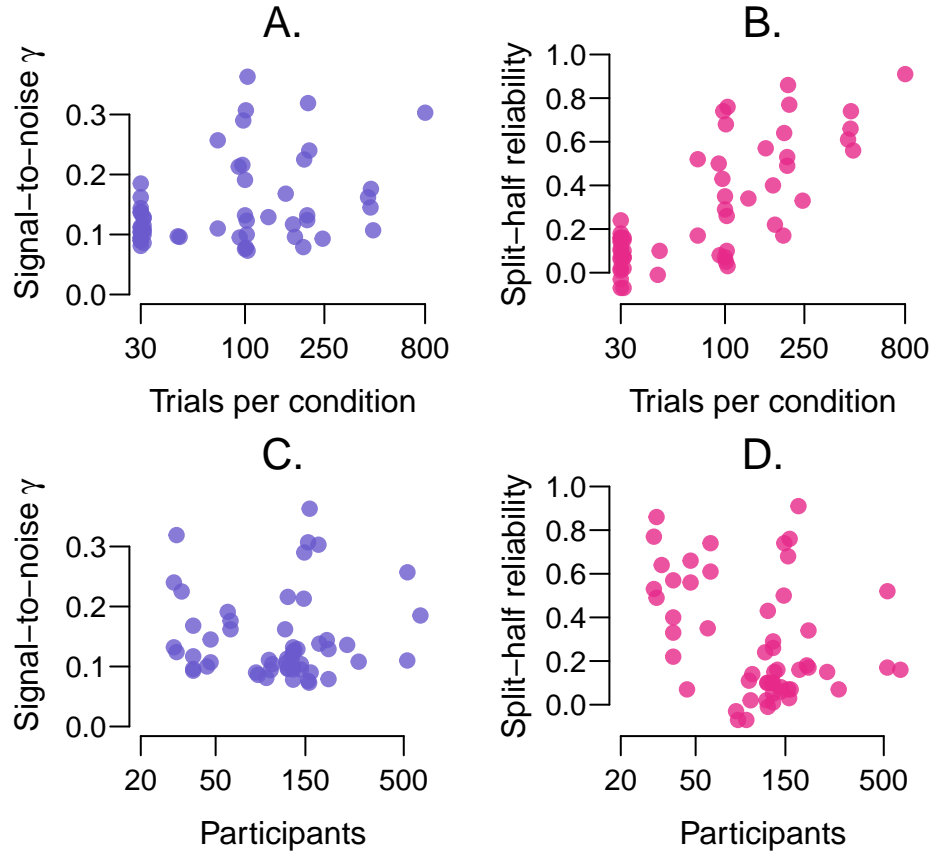 A.
Signal−to−noise γ
0.3
0.2
0.1
0.0
30 100 250 800
Trials per condition
B.
Split−half reliability
1.0
0.8
0.6
0.4
0.2
0.0
30 100 250 800
Trials per condition
C.
Signal−to−noise γ
0.3
0.2
0.1
0.0
20 50 150 500
Participants
D.
Split−half reliability
1.0
0.8
0.6
0.4
0.2
0.0
20 50 150 500
Participants